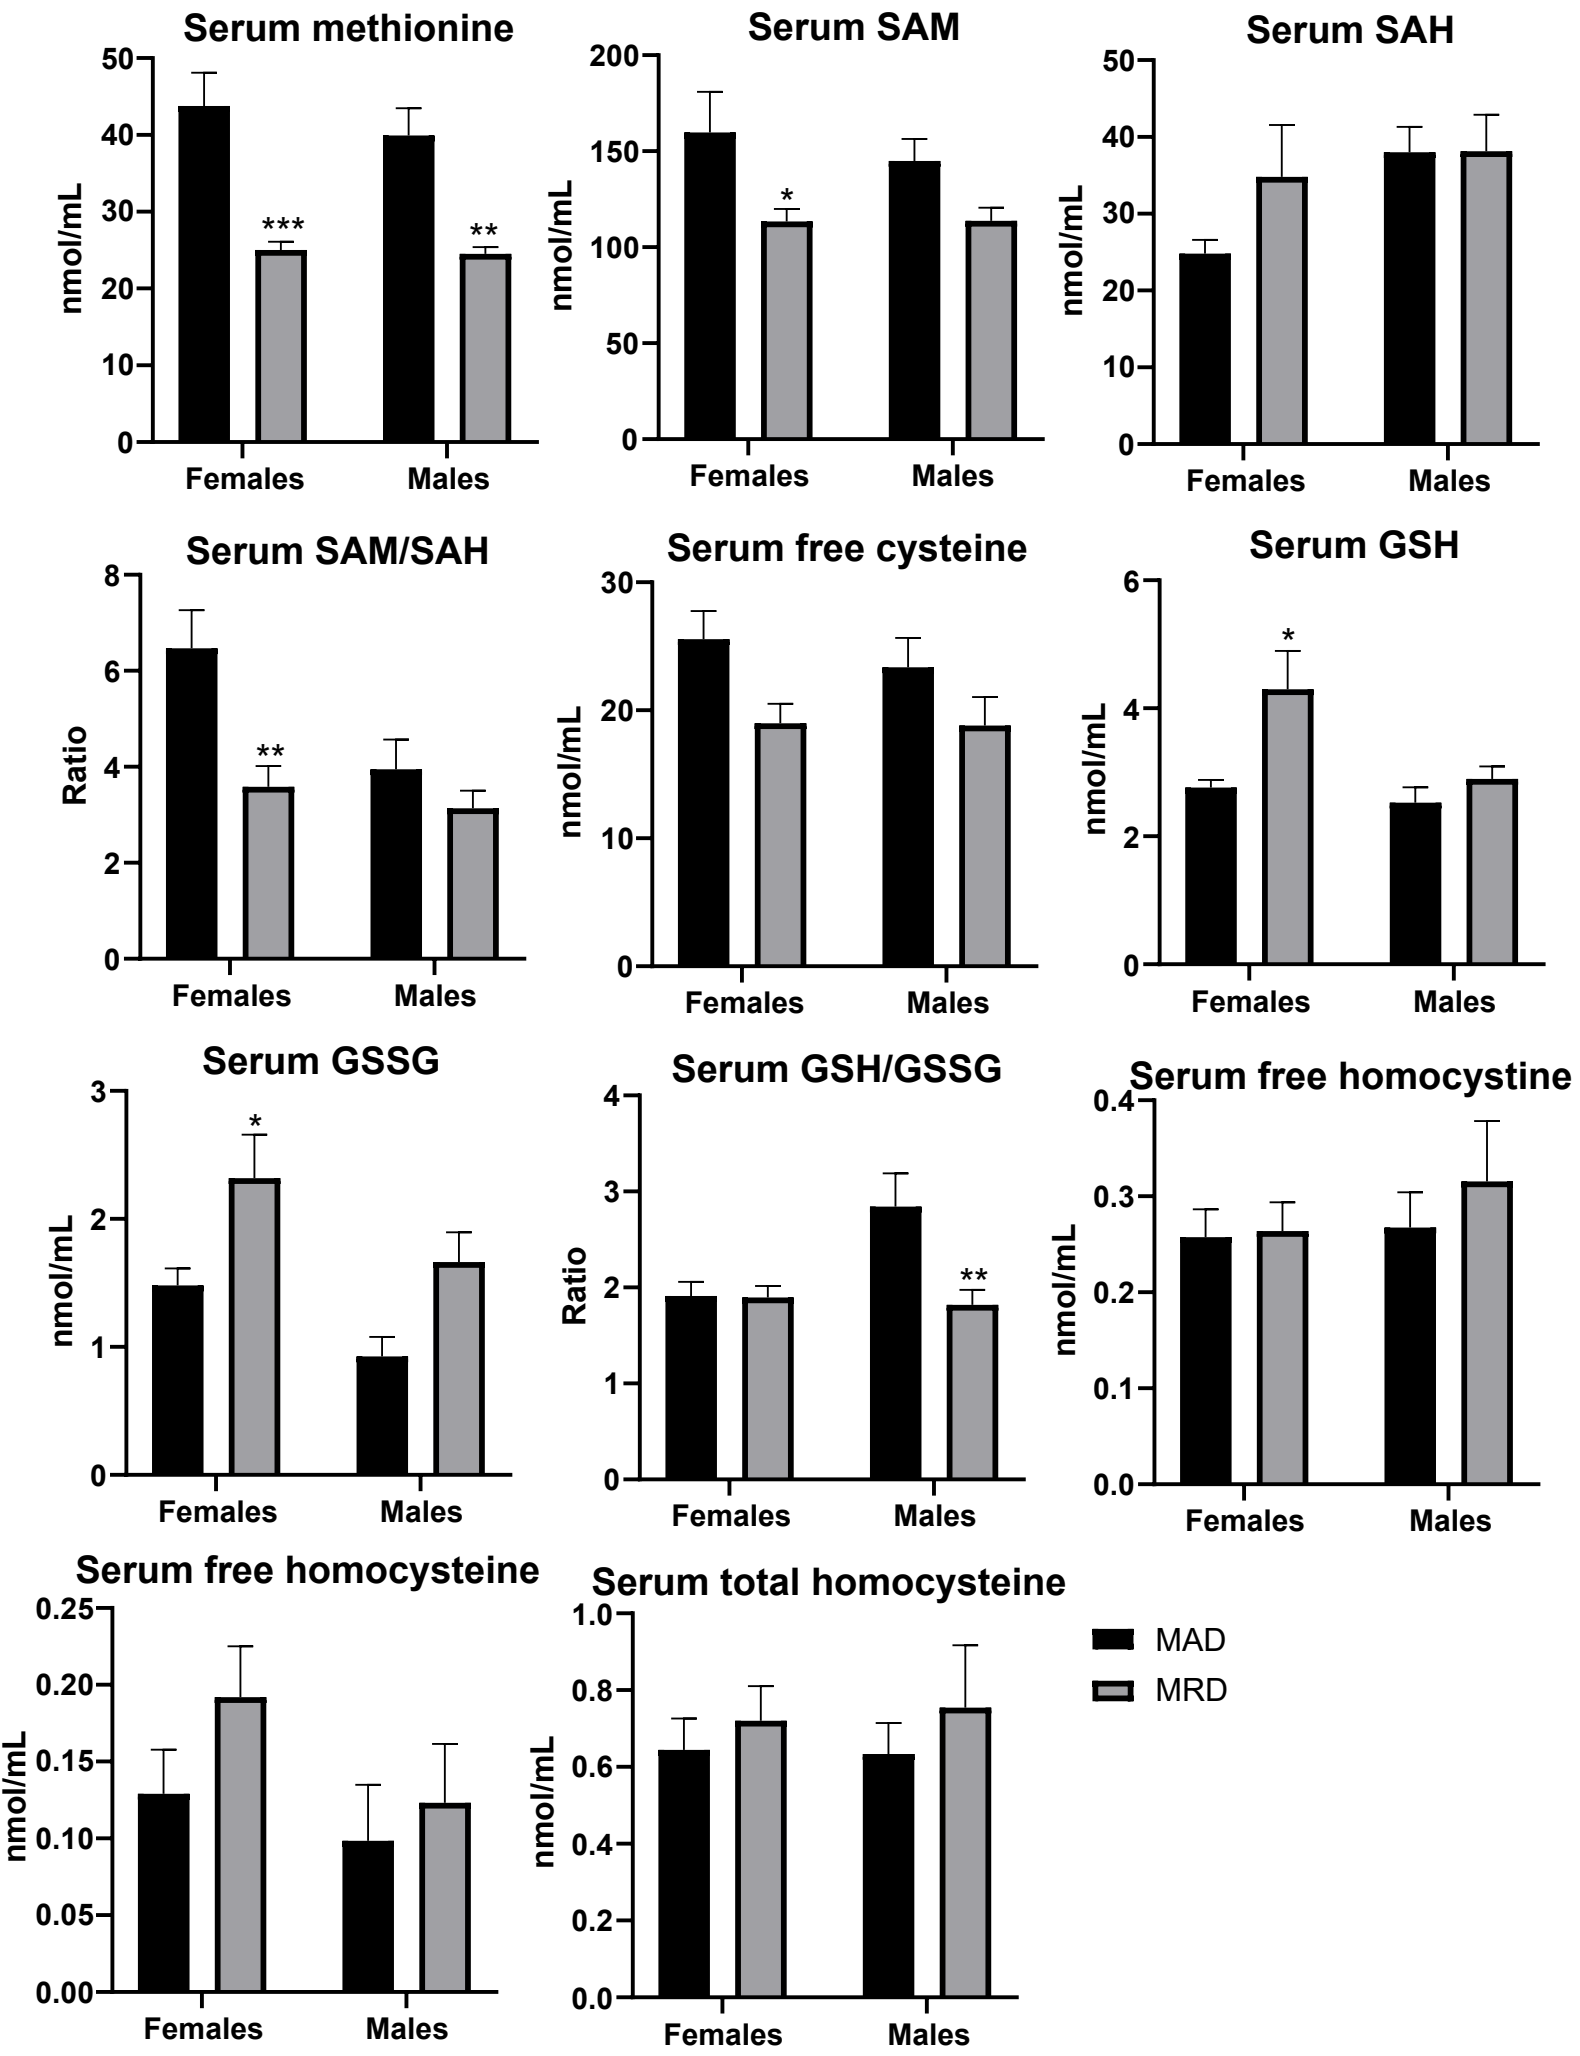 Serum methionine
50
40
30
20
10
0
nmol/mL
***
**
Females Males
Serum SAM
200
150
100
50
0
nmol/mL
*
Females Males
Serum SAH
50
40
30
20
10
0
nmol/mL
Females Males
Serum SAM/SAH
8
6
4
2
0
Ratio
**
Females Males
Serum free cysteine
30
20
10
0
nmol/mL
Females Males
Serum GSH
6
4
2
0
nmol/mL
*
Females Males
Serum GSSG
3
2
1
0
nmol/mL
*
Females Males
Serum GSH/GSSG
4
3
2
1
0
Ratio
**
Females Males
Serum free homocystine
0.4
0.3
0.2
0.1
0.0
nmol/mL
Females Males
Serum free homocysteine
0.25
0.20
0.15
0.10
0.05
0.00
nmol/mL
Females Males
Serum total homocysteine
1.0
0.8
0.6
0.4
0.2
0.0
nmol/mL
Females Males
MAD
MRD